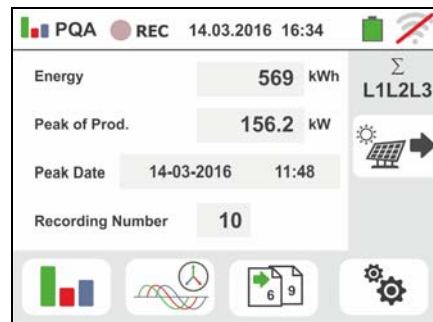 PQA REC 14.03.2016 16:34
Energy 569 kWh
Σ
L1L2L3
Peak of Prod. 156.2 kW
Peak Date 14-03-2016 11:48
Recording Number 10
6 9